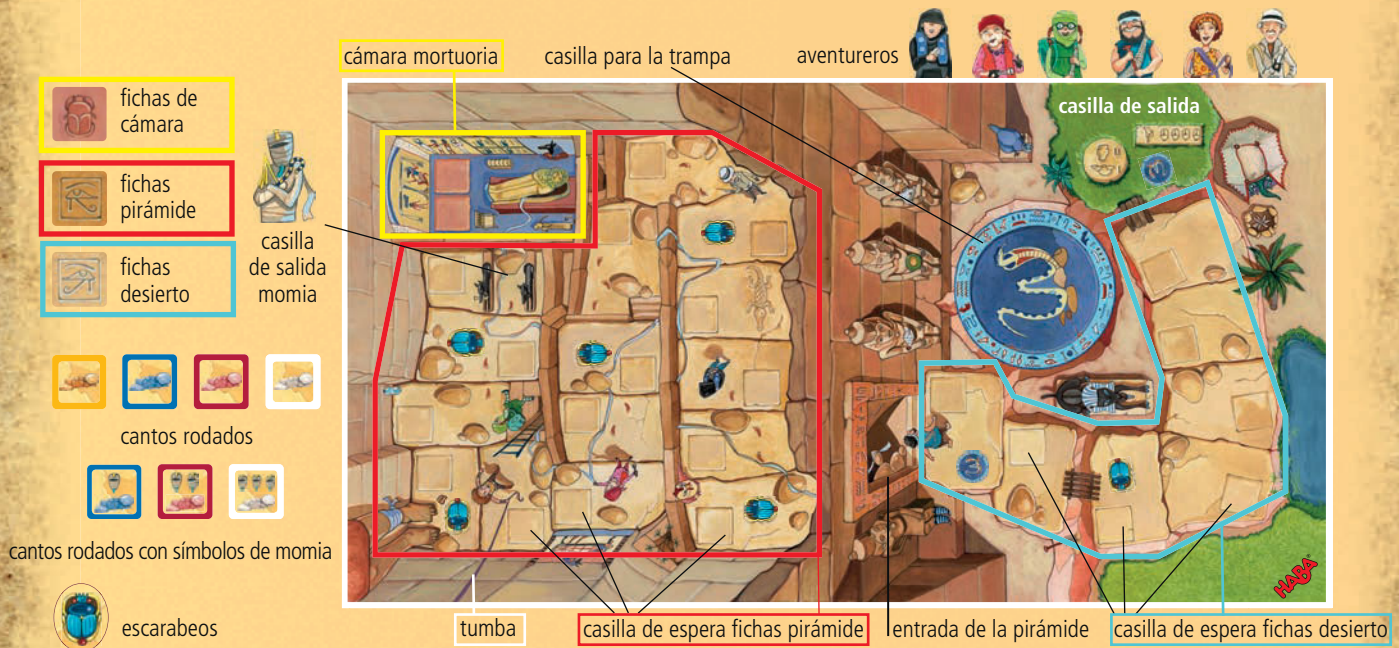 cámara mortuoria
casilla para la trampa
aventureros
fichas de
cámara
fichas
pirámide
fichas
desierto
casilla
de salida
momia
casilla de salida
cantos rodados
cantos rodados con símbolos de momia
escarabeos
tumba
casilla de espera fichas pirámide
entrada de la pirámide
casilla de espera fichas desierto
HABA